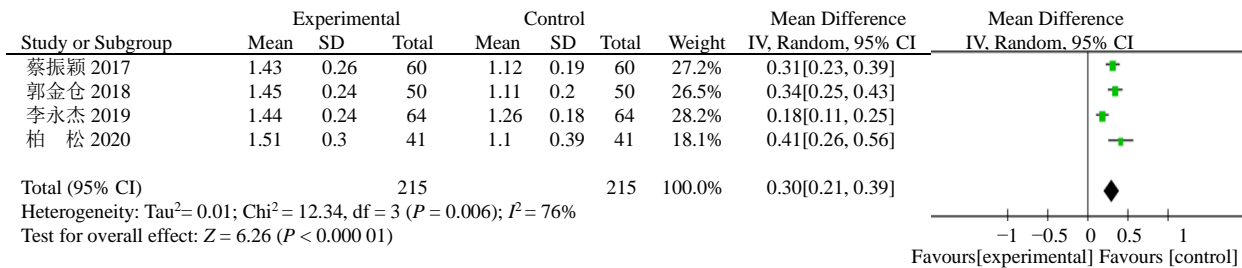 Experimental Control Mean Difference Mean Difference
Study or Subgroup Mean SD Total Mean SD Total Weight IV, Random, 95% CI IV, Random, 95% CI
蔡振颖 2017 1.43 0.26 60 1.12 0.19 60 27.2% 0.31[0.23, 0.39]
郭金仓 2018 1.45 0.24 50 1.11 0.2 50 26.5% 0.34[0.25, 0.43]
李永杰 2019 1.44 0.24 64 1.26 0.18 64 28.2% 0.18[0.11, 0.25]
柏 松 2020 1.51 0.3 41 1.1 0.39 41 18.1% 0.41[0.26, 0.56]
Total (95% CI) 215 215 100.0% 0.30[0.21, 0.39]
Heterogeneity: Tau²= 0.01; Chi² = 12.34, df = 3 (P = 0.006); I² = 76%
Test for overall effect: Z = 6.26 (P < 0.000 01)
−1 −0.5 0 0.5 1
Favours[experimental] Favours [control]